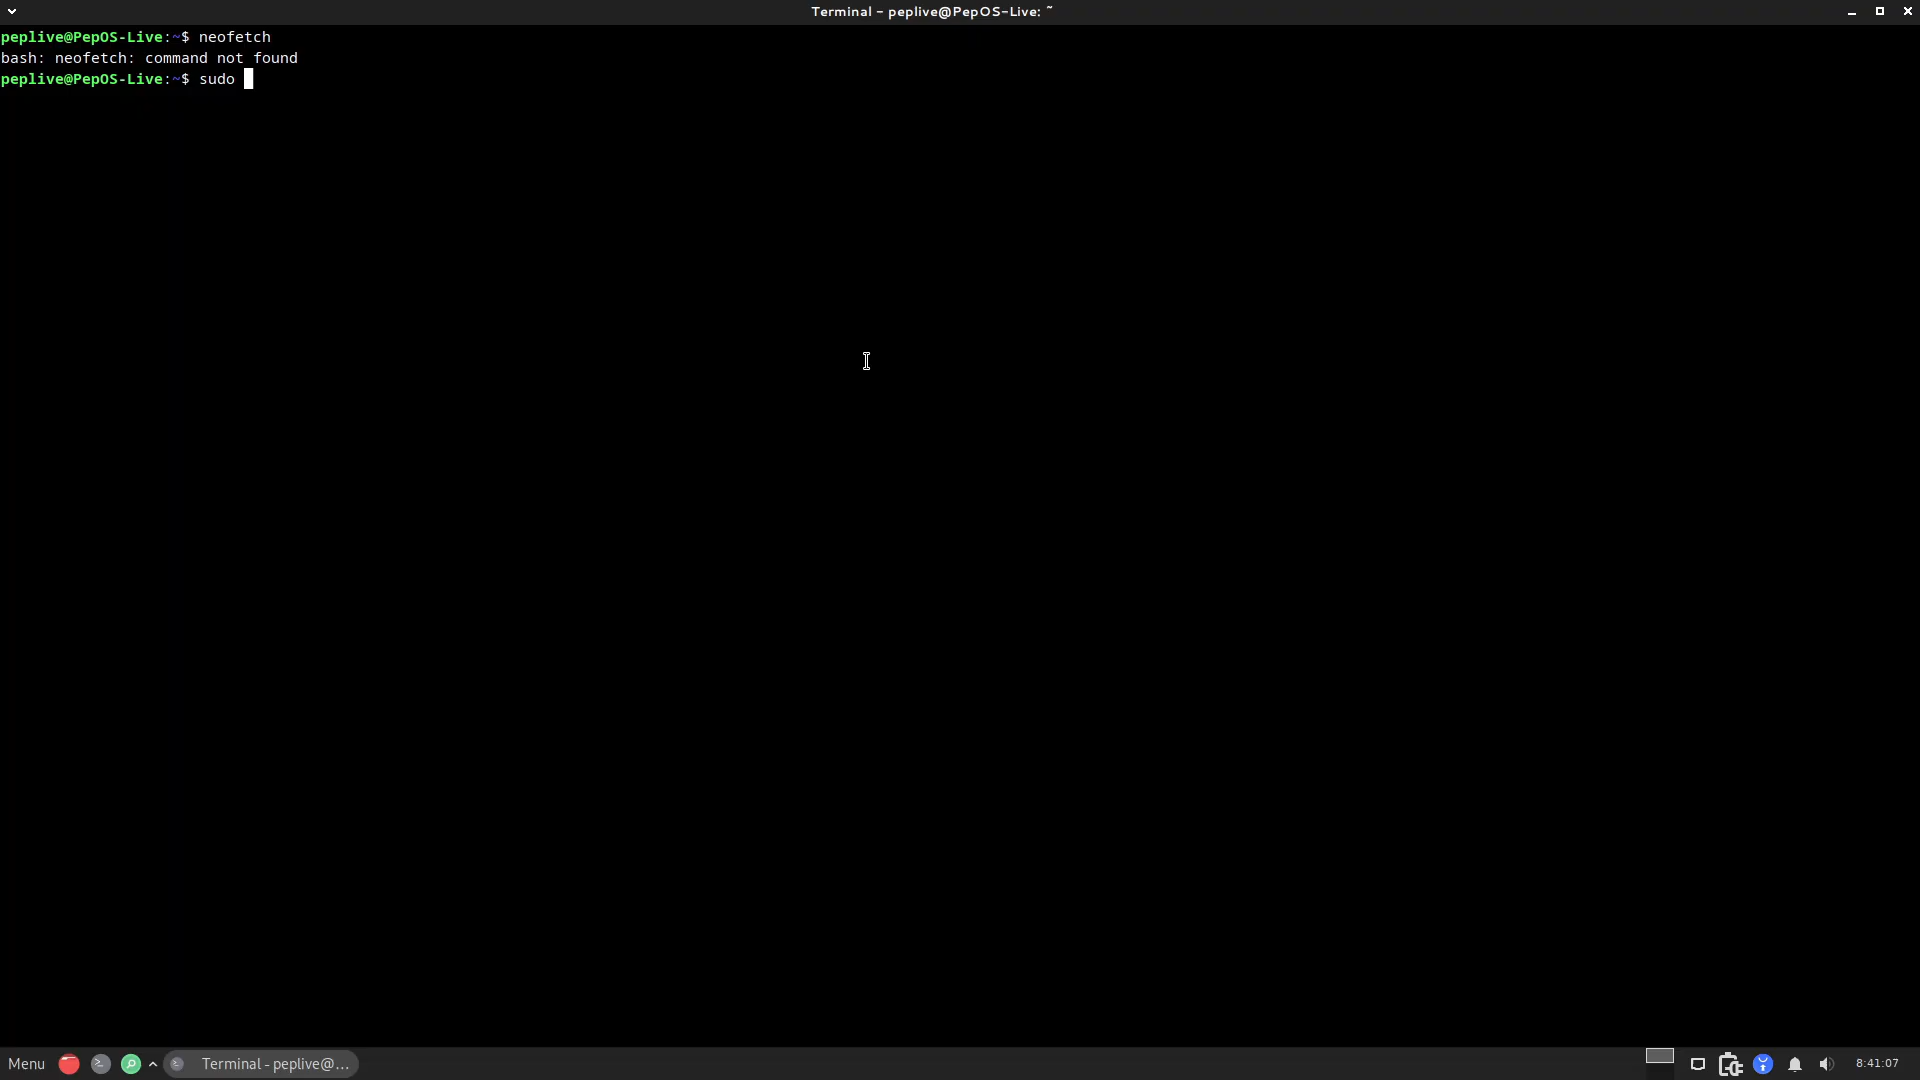 Terminal - peplive@PepOS-Live: ~
peplive@PepOS-Live:~$ neofetch
bash: neofetch: command not found
peplive@PepOS-Live:~$ sudo
Menu
Terminal - peplive@...
8:41:07